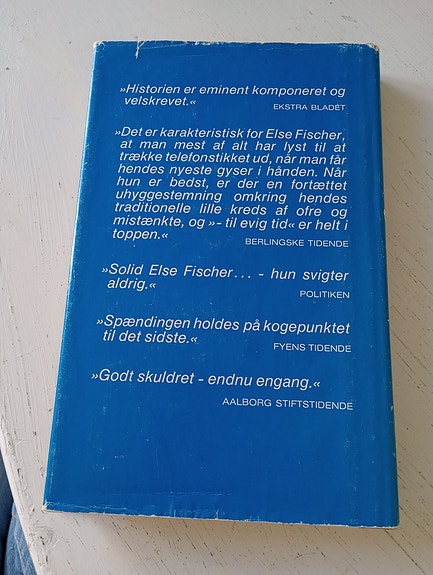 »Historien er eminent komponeret og
velskrevet.«
EKSTRA BLADET
»Det er karakteristisk for Else Fischer,
at man mest af alt har lyst til at
trække telefonstikket ud, når man får
hendes nyeste gyser i hånden. Når
hun er bedst, er der en fortættet
uhyggestemning omkring hendes
traditionelle lille kreds af ofre og
mistænkte, og »- til evig tid« er helt i
toppen.«
BERLINGSKE TIDENDE
»Solid Else Fischer... - hun svigter
aldrig.«
POLITIKEN
»Spændingen holdes på kogepunktet
til det sidste.«
FYENS TIDENDE
»Godt skuldret - endnu engang.«
AALBORG STIFTSTIDENDE